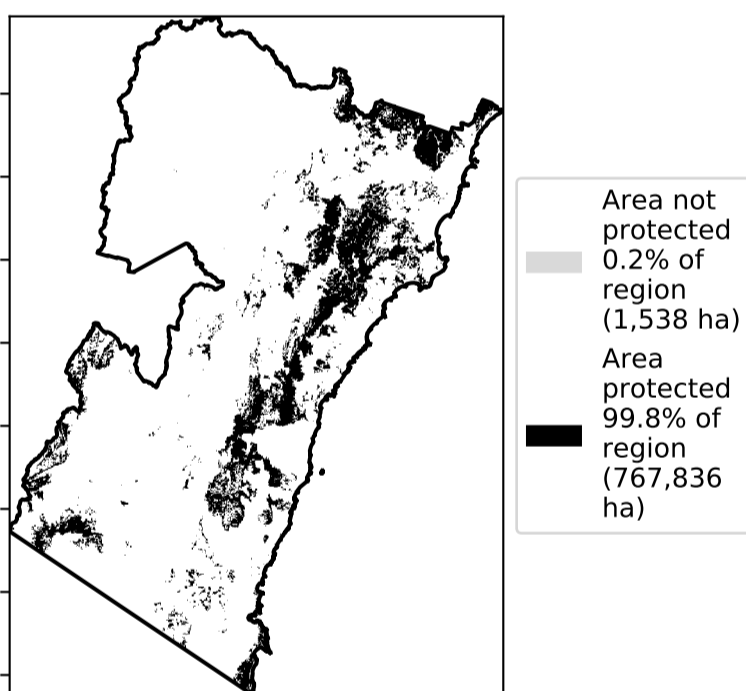 Area not
protected
0.2% of
region
(1,538 ha)
Area
protected
99.8% of
region
(767,836
ha)